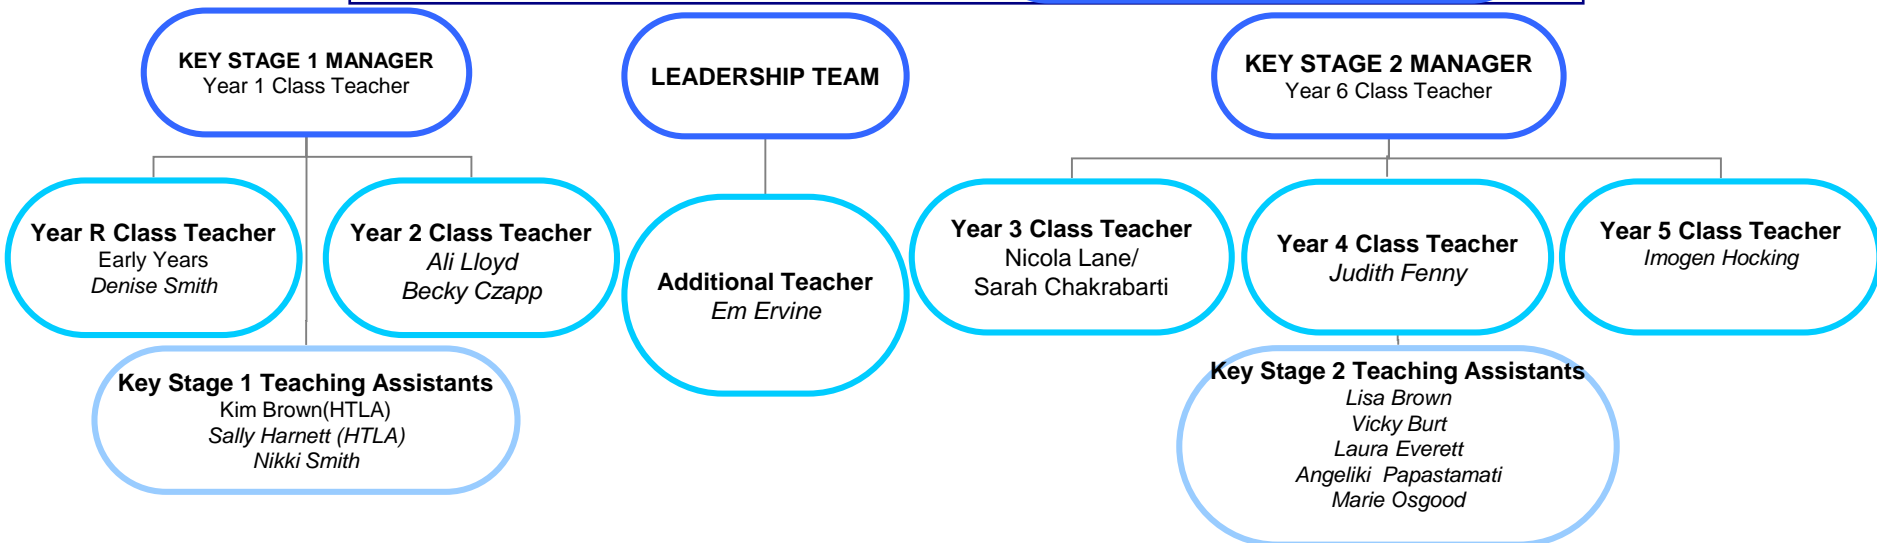 KEY STAGE 1 MANAGER
Year 1 Class Teacher
LEADERSHIP TEAM
KEY STAGE 2 MANAGER
Year 6 Class Teacher
Year R Class Teacher
Early Years
Denise Smith
Year 2 Class Teacher
Ali Lloyd
Becky Czapp
Additional Teacher
Em Ervine
Year 3 Class Teacher
Nicola Lane/
Sarah Chakrabarti
Year 4 Class Teacher
Judith Fenny
Year 5 Class Teacher
Imogen Hocking
Key Stage 1 Teaching Assistants
Kim Brown(HTLA)
Sally Harnett (HTLA)
Nikki Smith
Key Stage 2 Teaching Assistants
Lisa Brown
Vicky Burt
Laura Everett
Angeliki  Papastamati
Marie Osgood